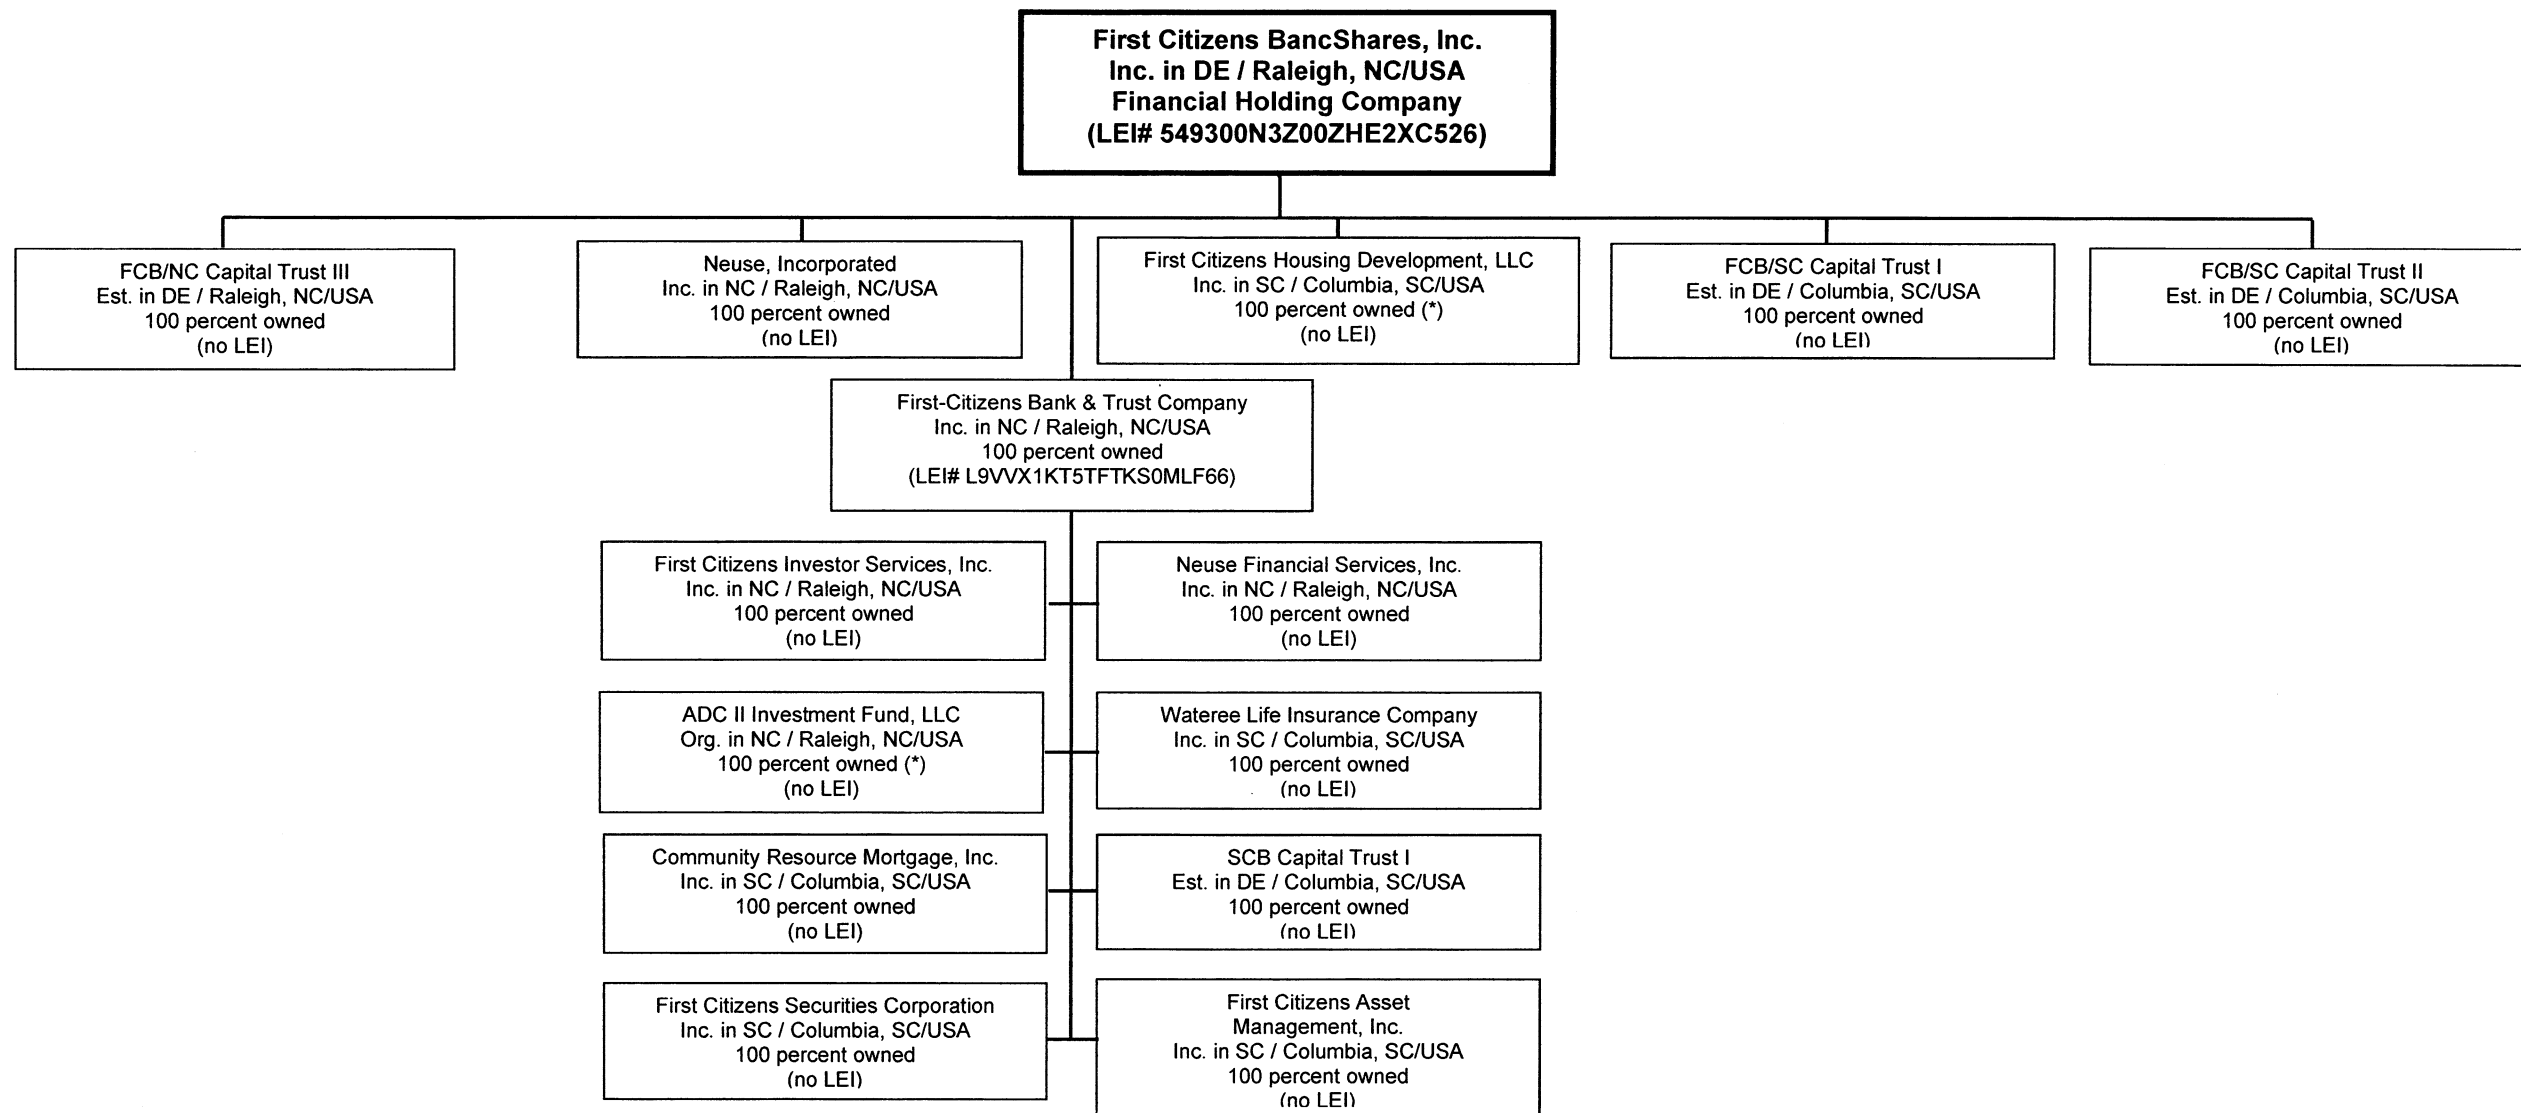 First Citizens BancShares, Inc.
Inc. in DE / Raleigh, NC/USA
Financial Holding Company
(LEI# 549300N3Z00ZHE2XC526)
FCB/NC Capital Trust III
Est. in DE / Raleigh, NC/USA
100 percent owned
(no LEI)
Neuse, Incorporated
Inc. in NC / Raleigh, NC/USA
100 percent owned
(no LEI)
First Citizens Housing Development, LLC
Inc. in SC / Columbia, SC/USA
100 percent owned (*)
(no LEI)
FCB/SC Capital Trust I
Est. in DE / Columbia, SC/USA
100 percent owned
(no LEI)
FCB/SC Capital Trust II
Est. in DE / Columbia, SC/USA
100 percent owned
(no LEI)
First-Citizens Bank & Trust Company
Inc. in NC / Raleigh, NC/USA
100 percent owned
(LEI# L9VVX1KT5TFTKS0MLF66)
First Citizens Investor Services, Inc.
Inc. in NC / Raleigh, NC/USA
100 percent owned
(no LEI)
Neuse Financial Services, Inc.
Inc. in NC / Raleigh, NC/USA
100 percent owned
(no LEI)
ADC II Investment Fund, LLC
Org. in NC / Raleigh, NC/USA
100 percent owned (*)
(no LEI)
Wateree Life Insurance Company
Inc. in SC / Columbia, SC/USA
100 percent owned
(no LEI)
Community Resource Mortgage, Inc.
Inc. in SC / Columbia, SC/USA
100 percent owned
(no LEI)
SCB Capital Trust I
Est. in DE / Columbia, SC/USA
100 percent owned
(no LEI)
First Citizens Securities Corporation
Inc. in SC / Columbia, SC/USA
100 percent owned
(no LEI)
First Citizens Asset
Management, Inc.
Inc. in SC / Columbia, SC/USA
100 percent owned
(no LEI)